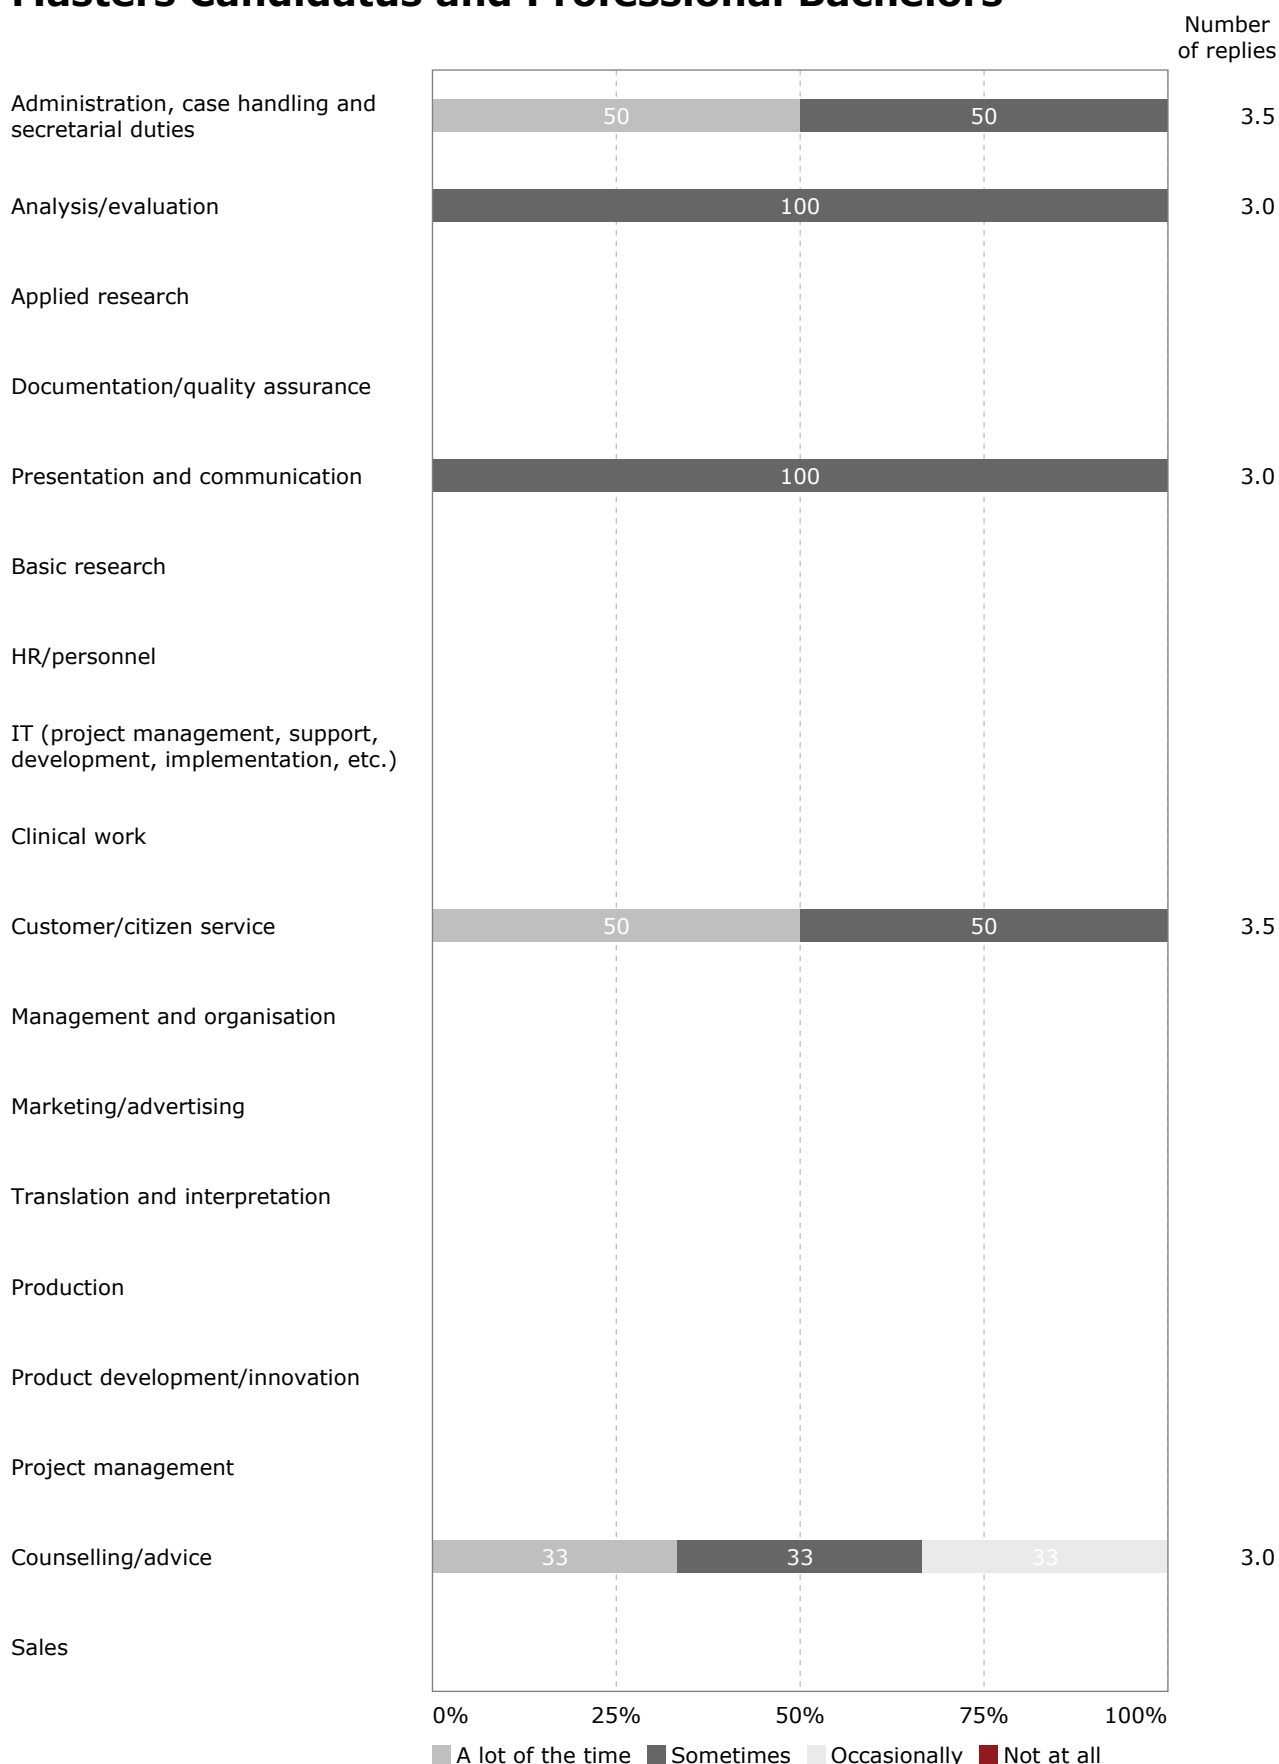 Masters Candidatus and Professional Bachelors
Number
of replies
Administration, case handling and
secretarial duties
50 50 3.5
Analysis/evaluation 100 3.0
Applied research
Documentation/quality assurance
Presentation and communication 100 3.0
Basic research
HR/personnel
IT (project management, support,
development, implementation, etc.)
Clinical work
Customer/citizen service 50 50 3.5
Management and organisation
Marketing/advertising
Translation and interpretation
Production
Product development/innovation
Project management
Counselling/advice 33 33 33 3.0
Sales
0% 25% 50% 75% 100%
A lot of the time Sometimes Occasionally Not at all